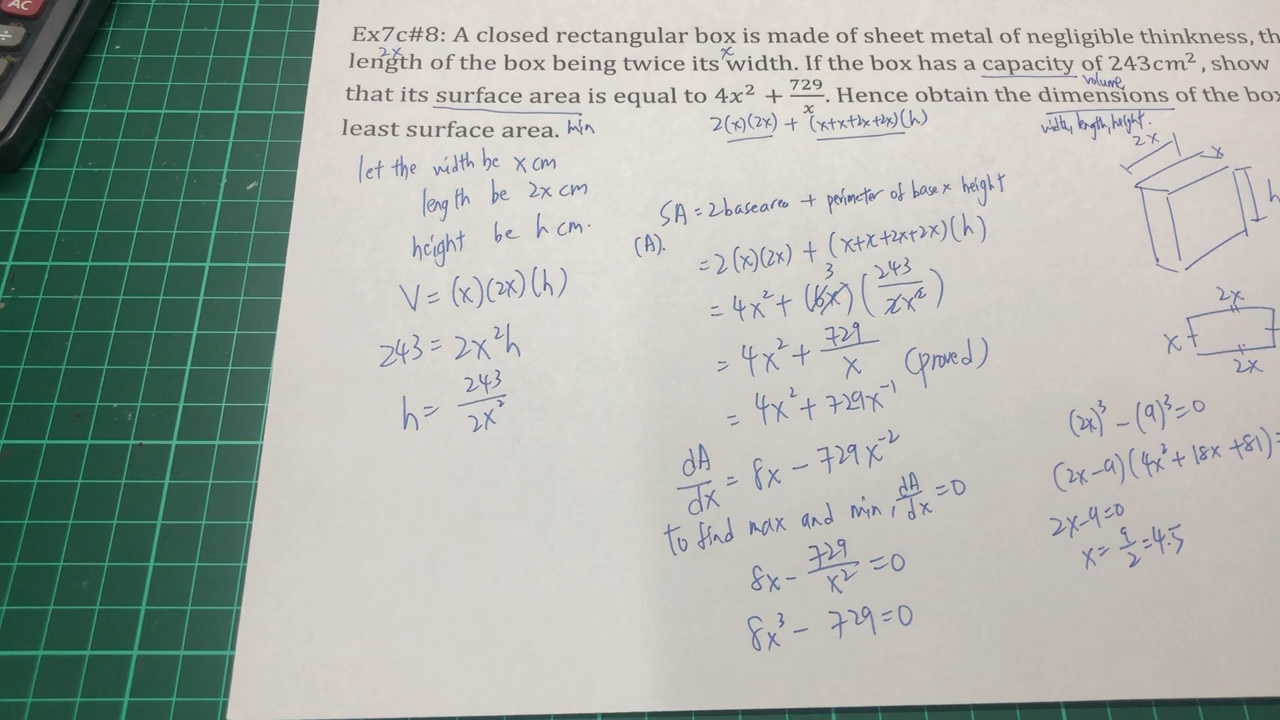 AC
÷
Ex7c#8: A closed rectangular box is made of sheet metal of negligible thinkness, th
2x x
length of the box being twice its width. If the box has a capacity of 243cm², show
volume
that its surface area is equal to 4x² + 729/x. Hence obtain the dimensions of the box
least surface area. min
2(x)(2x) + (x+x+2x+2x)(h)
width, length, height.
let the width be x cm
length be 2x cm
height be h cm.
V = (x)(2x)(h)
243 = 2x²h
h = 243/2x²
SA = 2 base area + perimeter of base x height
(A).
= 2(x)(2x) + (x+x+2x+2x)(h)
3
= 4x² + (6x)(243/2x²)
= 4x² + 729/x (proved)
= 4x² + 729x⁻¹
dA/dx = 8x - 729x⁻²
to find max and min, dA/dx = 0
8x - 729/x² = 0
8x³ - 729 = 0
2x x
h
2x
x
2x
(2x)³ - (9)³ = 0
(2x-9)(4x²+18x+81)=
2x-9=0
x = 9/2 = 4.5